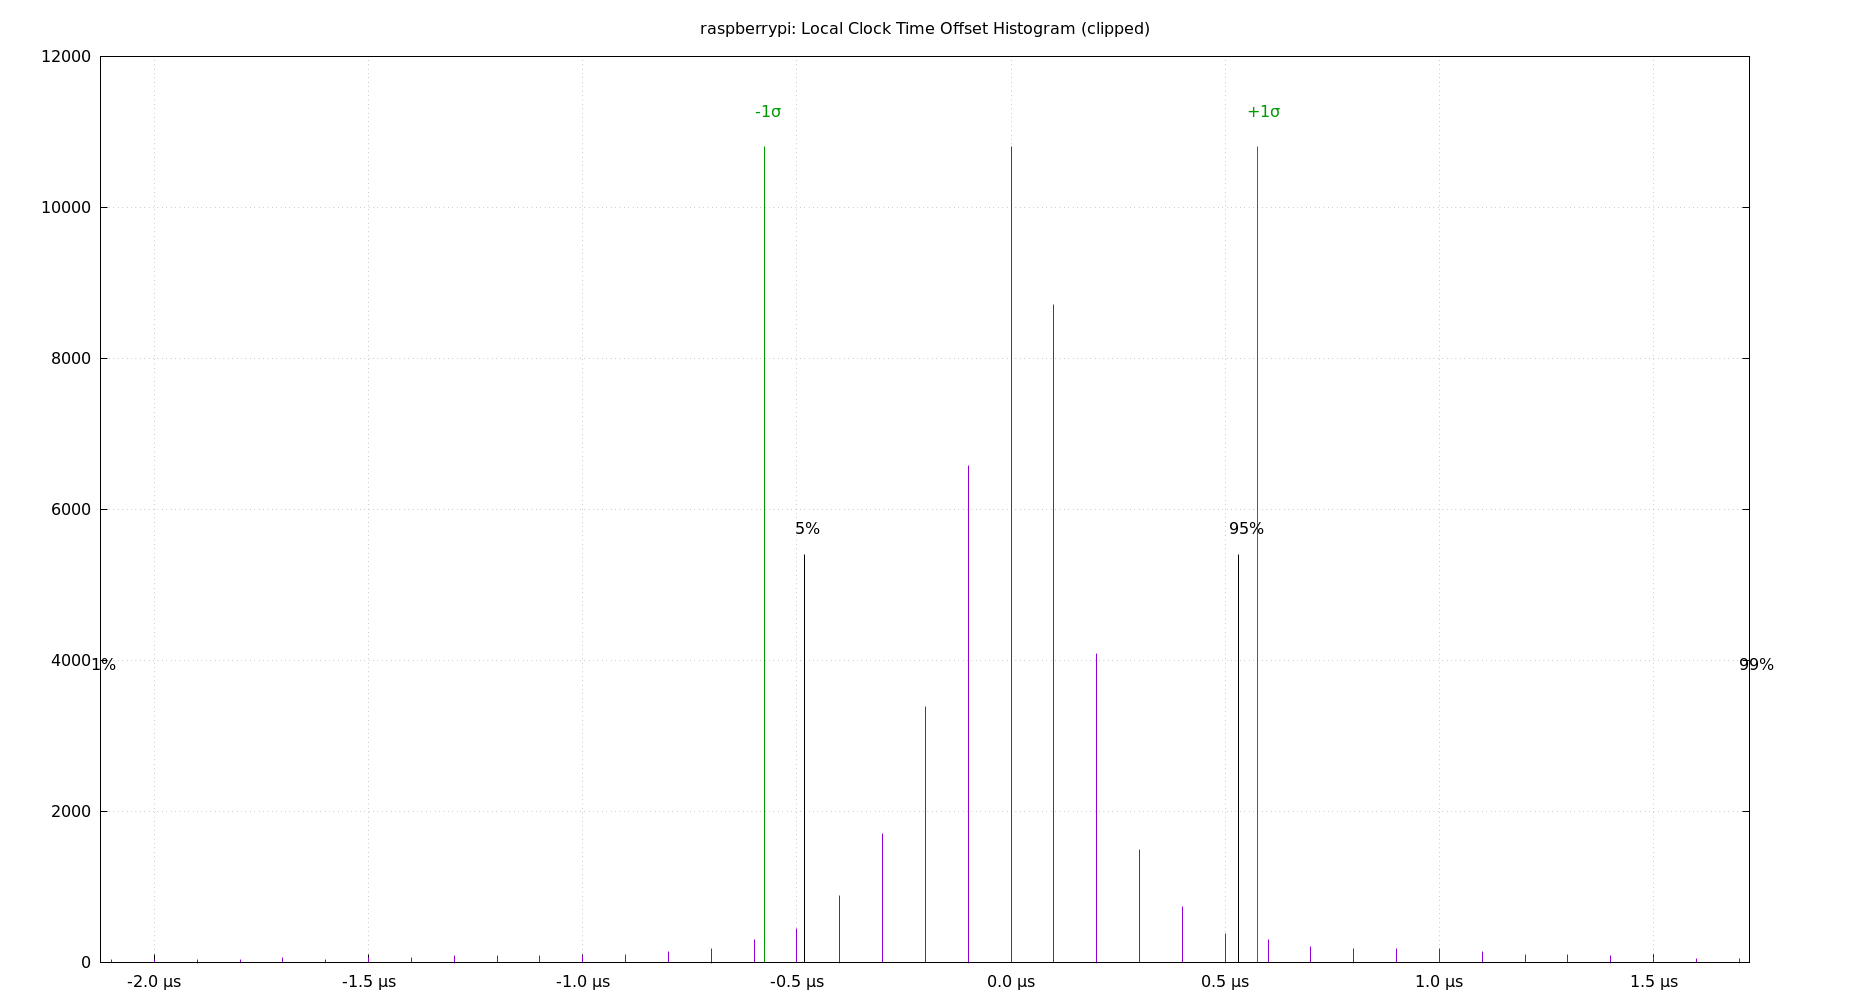 raspberrypi: Local Clock Time Offset Histogram (clipped)
12000
-1σ +1σ
10000
8000
6000
5% 95%
4000 1% 99%
2000
0
-2.0 µs -1.5 µs -1.0 µs -0.5 µs 0.0 µs 0.5 µs 1.0 µs 1.5 µs